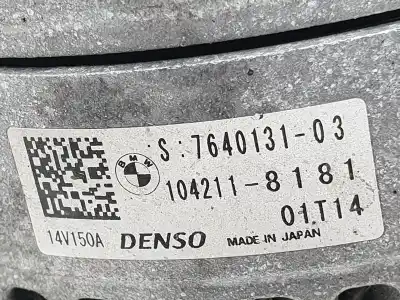 S:7640131-03
BMW
104211-8181
01T14
14V150A DENSO MADE IN JAPAN